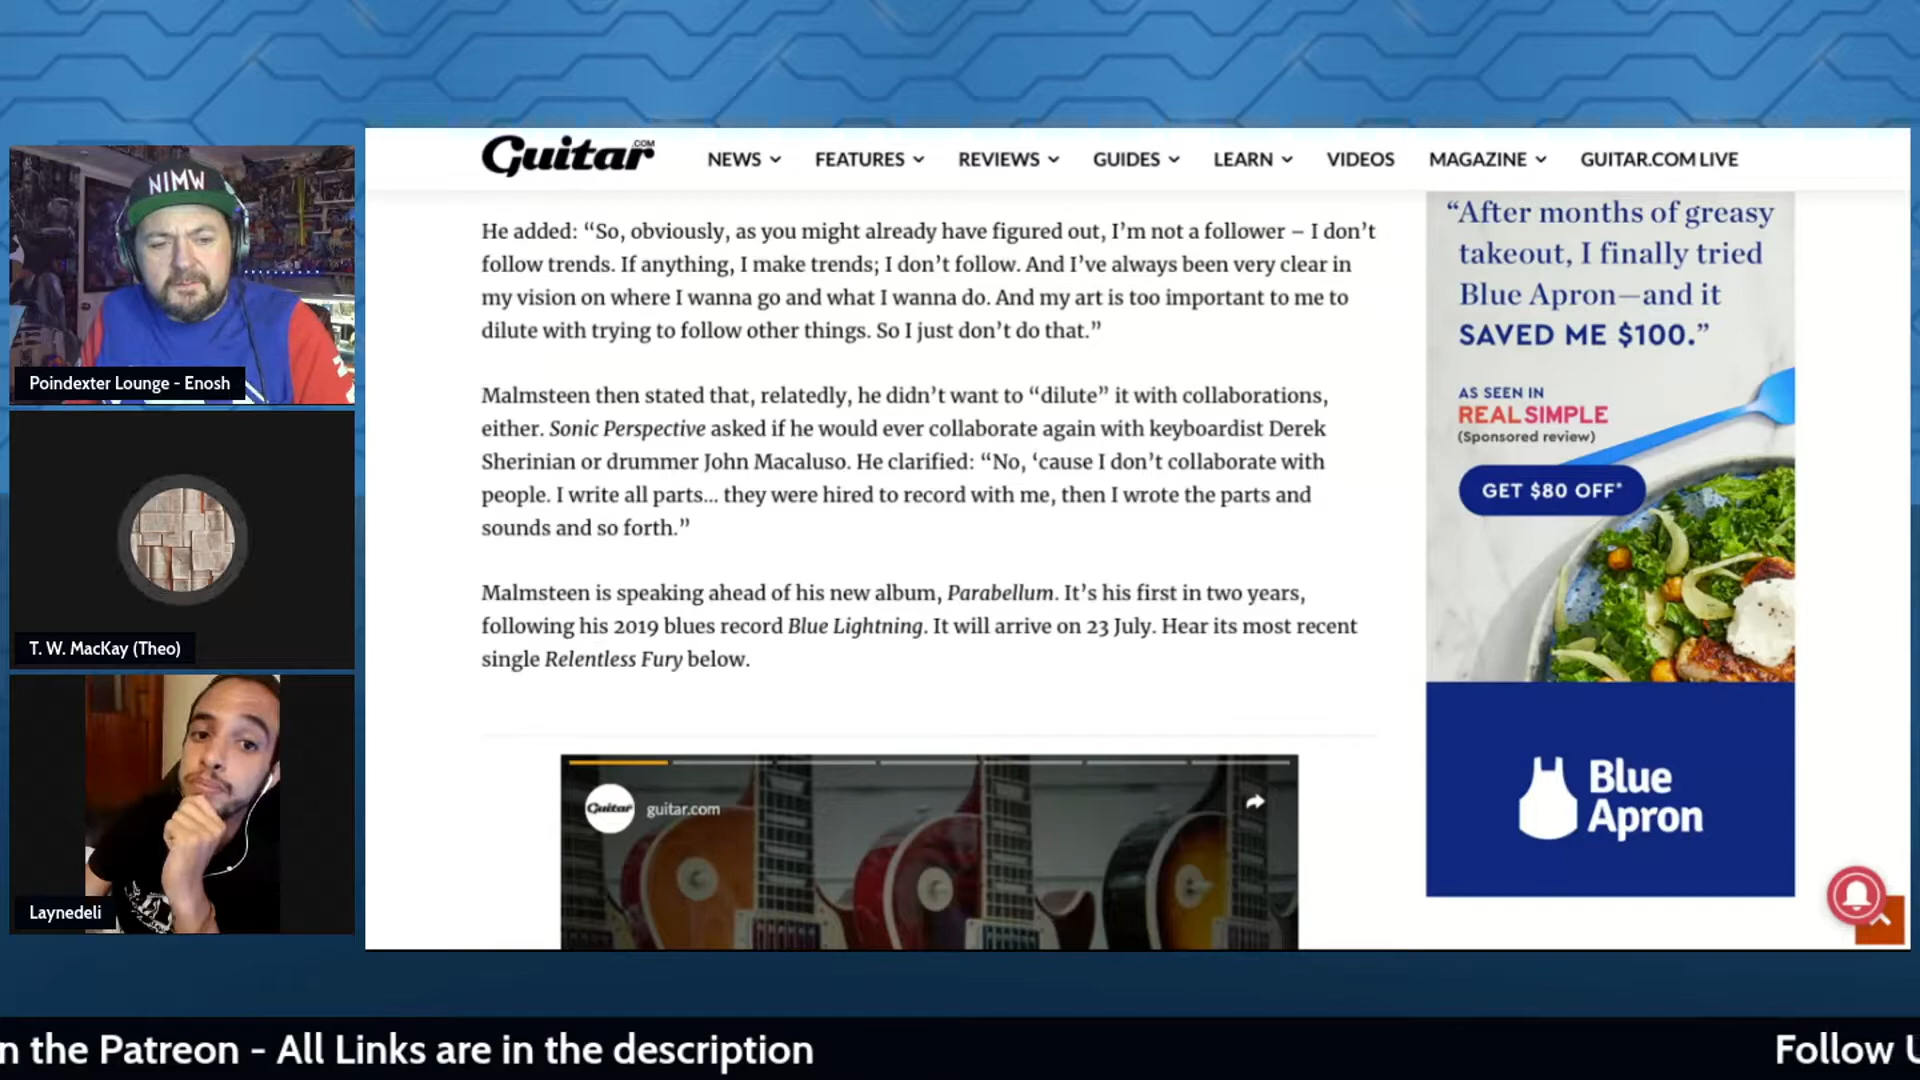 Guitar.COM
NEWS FEATURES REVIEWS GUIDES LEARN VIDEOS MAGAZINE GUITAR.COM LIVE
NIMW
Poindexter Lounge - Enosh
T. W. MacKay (Theo)
Laynedeli
He added: “So, obviously, as you might already have figured out, I’m not a follower – I don’t
follow trends. If anything, I make trends; I don’t follow. And I’ve always been very clear in
my vision on where I wanna go and what I wanna do. And my art is too important to me to
dilute with trying to follow other things. So I just don’t do that.”
Malmsteen then stated that, relatedly, he didn’t want to “dilute” it with collaborations,
either. Sonic Perspective asked if he would ever collaborate again with keyboardist Derek
Sherinian or drummer John Macaluso. He clarified: “No, ‘cause I don’t collaborate with
people. I write all parts… they were hired to record with me, then I wrote the parts and
sounds and so forth.”
Malmsteen is speaking ahead of his new album, Parabellum. It’s his first in two years,
following his 2019 blues record Blue Lightning. It will arrive on 23 July. Hear its most recent
single Relentless Fury below.
Guitar
guitar.com
“After months of greasy
takeout, I finally tried
Blue Apron—and it
SAVED ME $100.”
AS SEEN IN
REALSIMPLE
(Sponsored review)
GET $80 OFF*
Blue
Apron
n the Patreon - All Links are in the description
Follow U